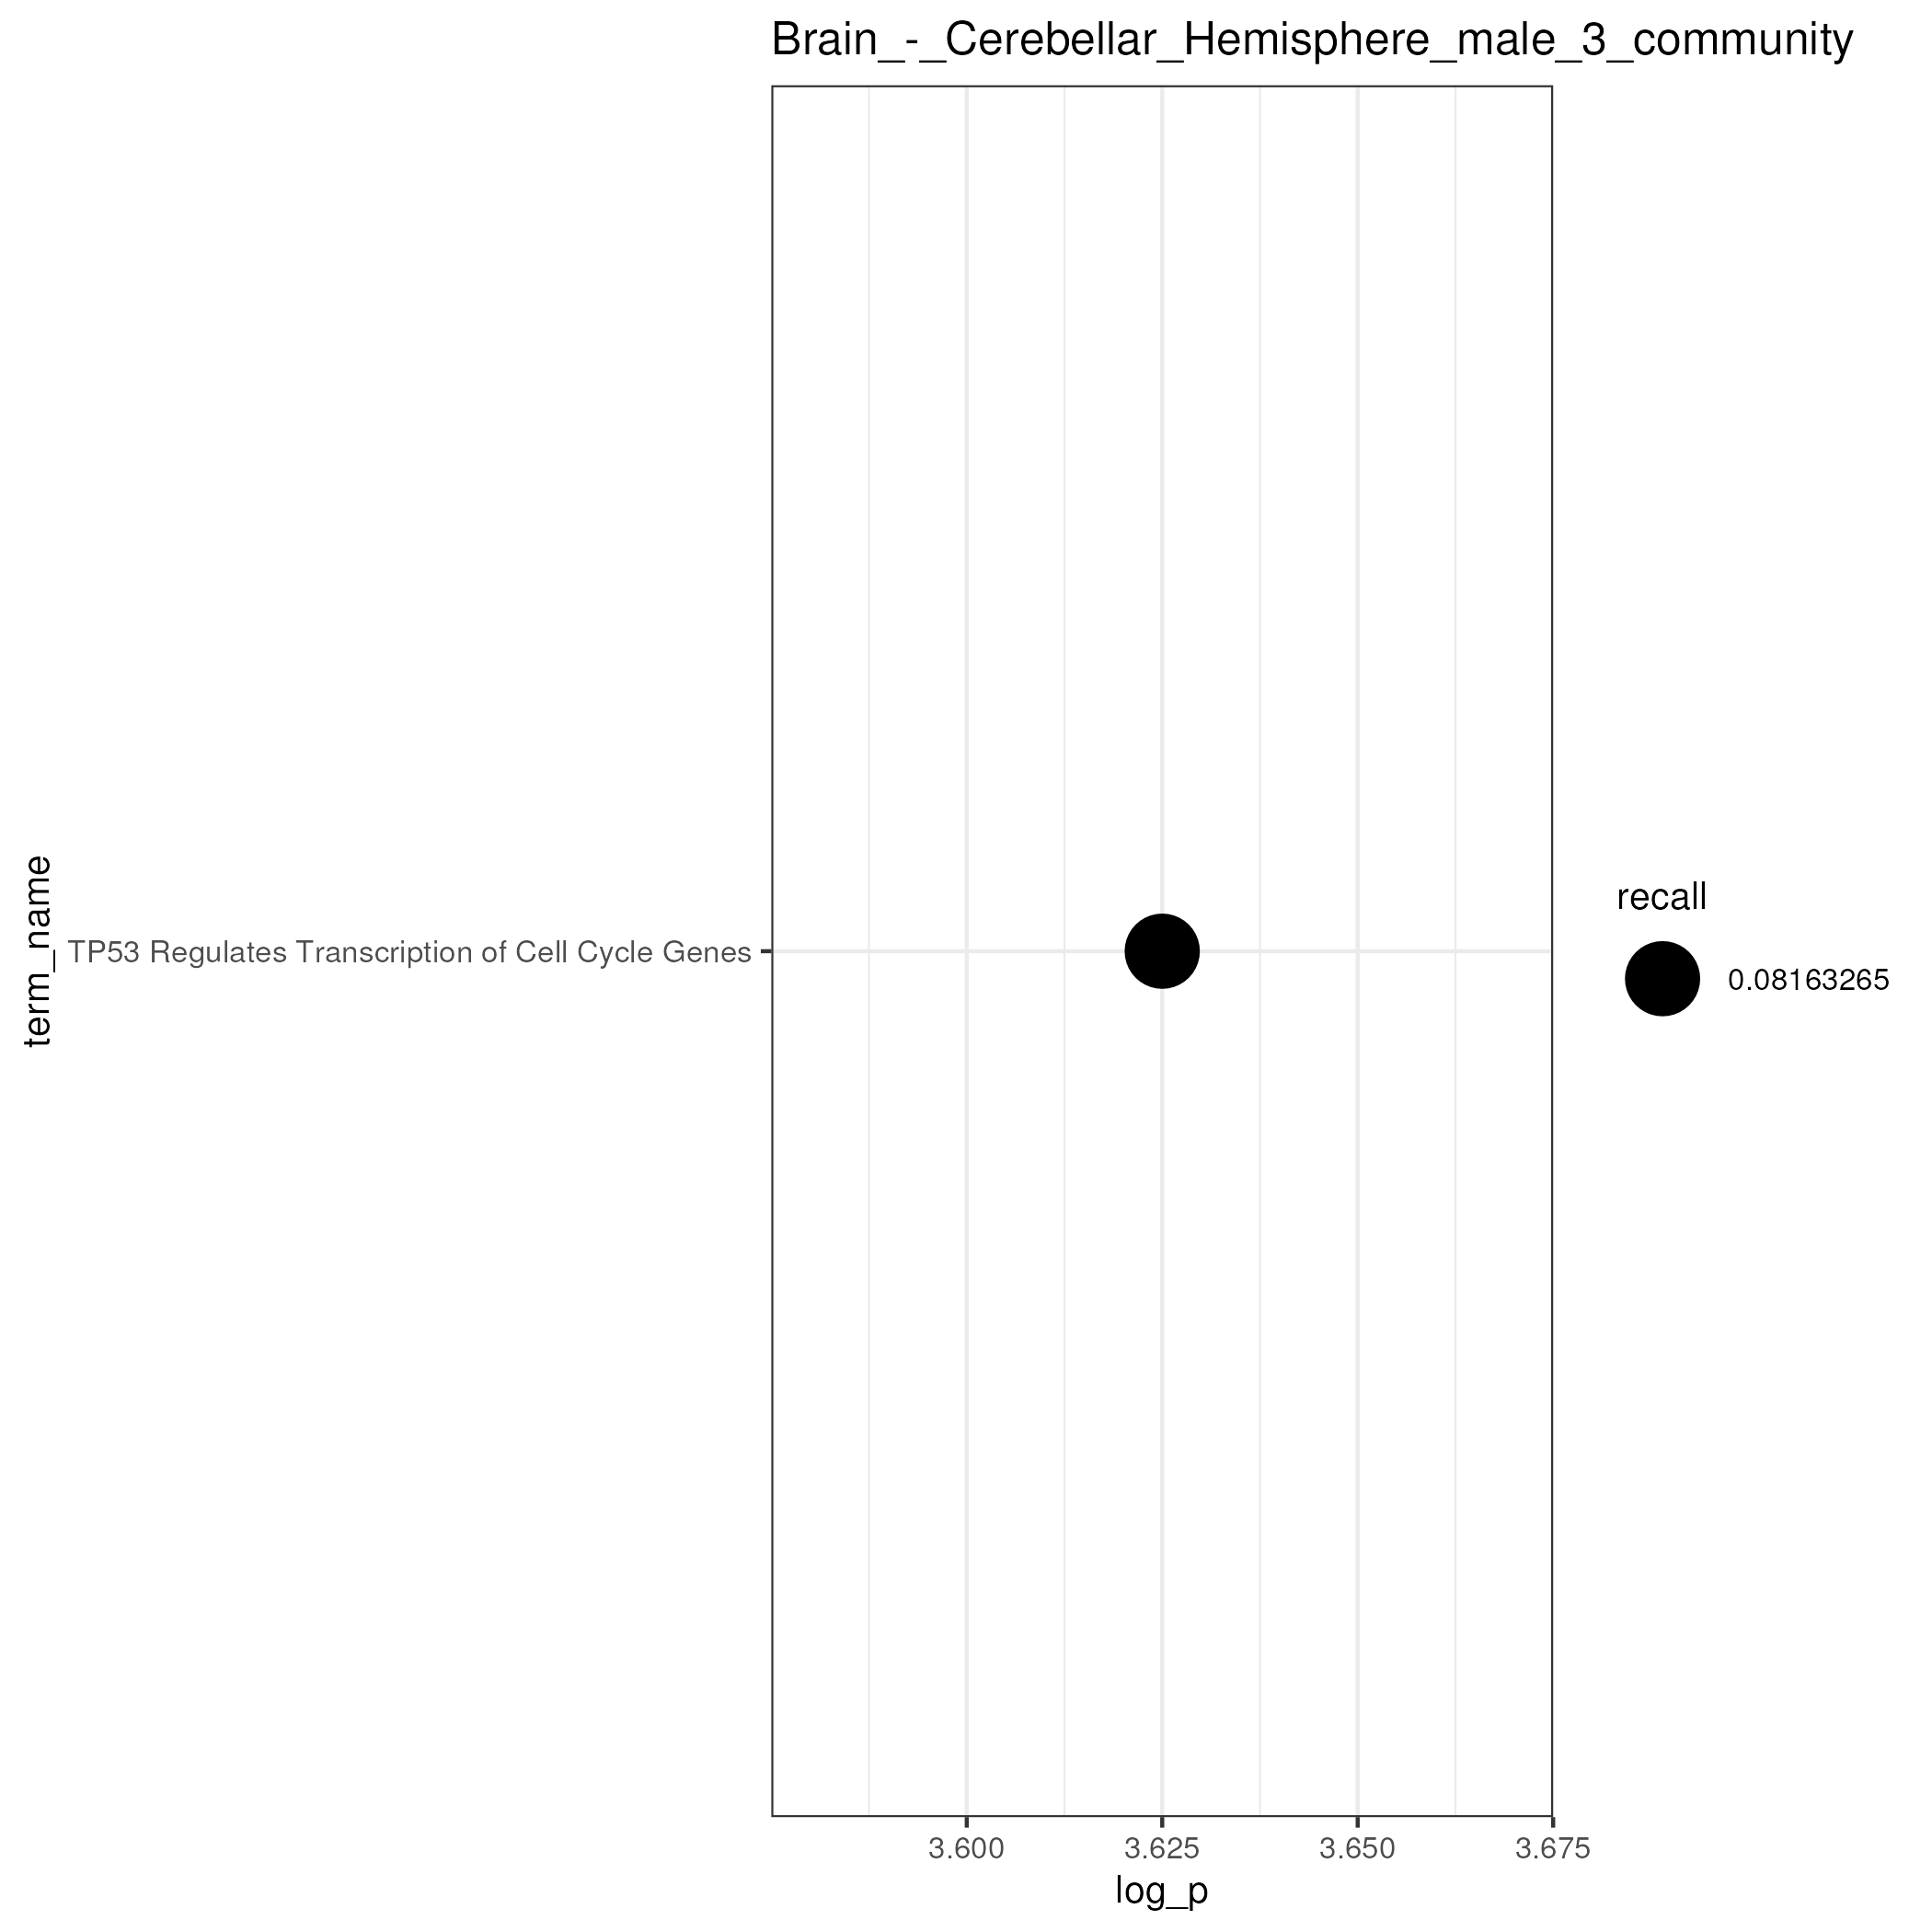 Brain_-_Cerebellar_Hemisphere_male_3_community
term_name
TP53 Regulates Transcription of Cell Cycle Genes
recall
0.08163265
3.600 3.625 3.650 3.675
log_p